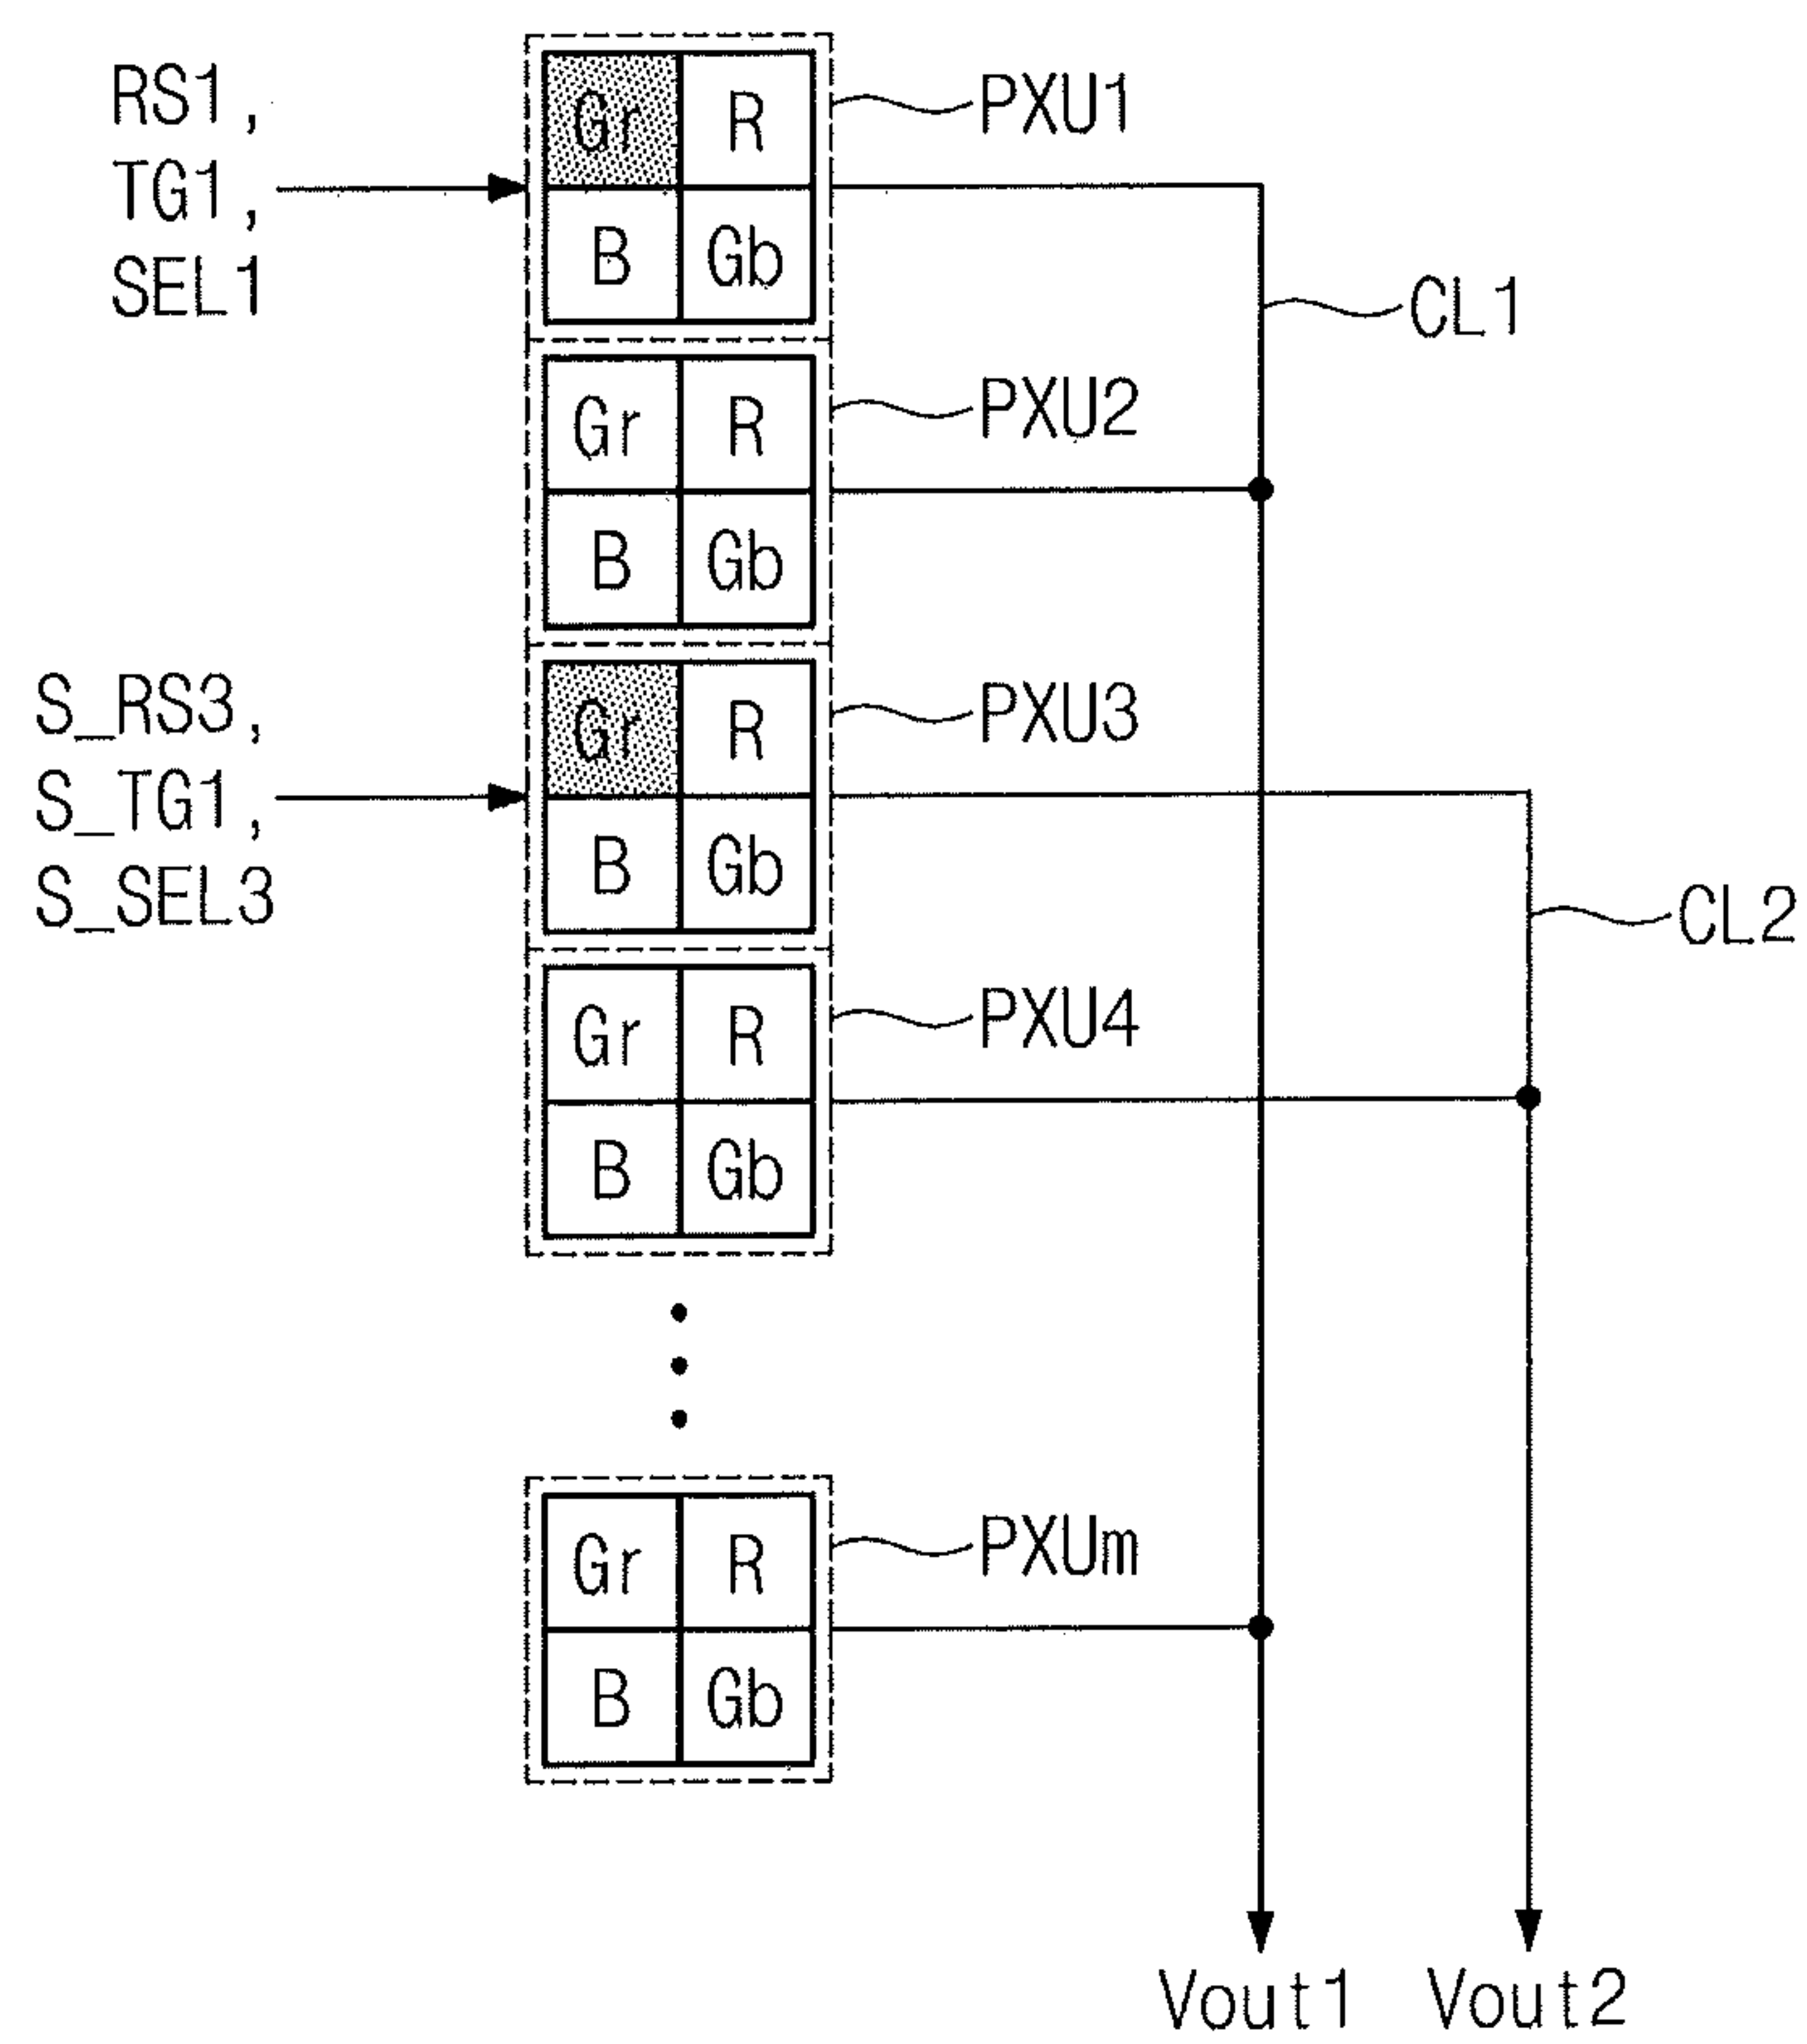 RS1,
TG1,
SEL1
Gr R
B Gb
PXU1
CL1
Gr R
B Gb
PXU2
S_RS3,
S_TG1,
S_SEL3
Gr R
B Gb
PXU3
CL2
Gr R
B Gb
PXU4
Gr R
B Gb
PXUm
Vout1 Vout2